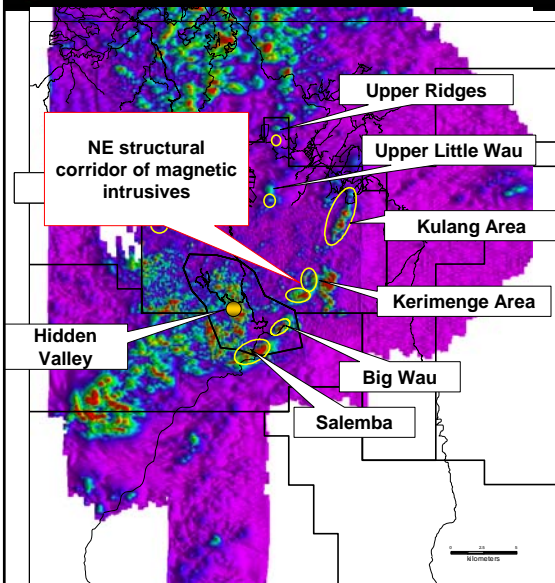 Upper Ridges
NE structural
corridor of magnetic
intrusives
Upper Little Wau
Kulang Area
Kerimenge Area
Hidden
Valley
Big Wau
Salemba
kilometers